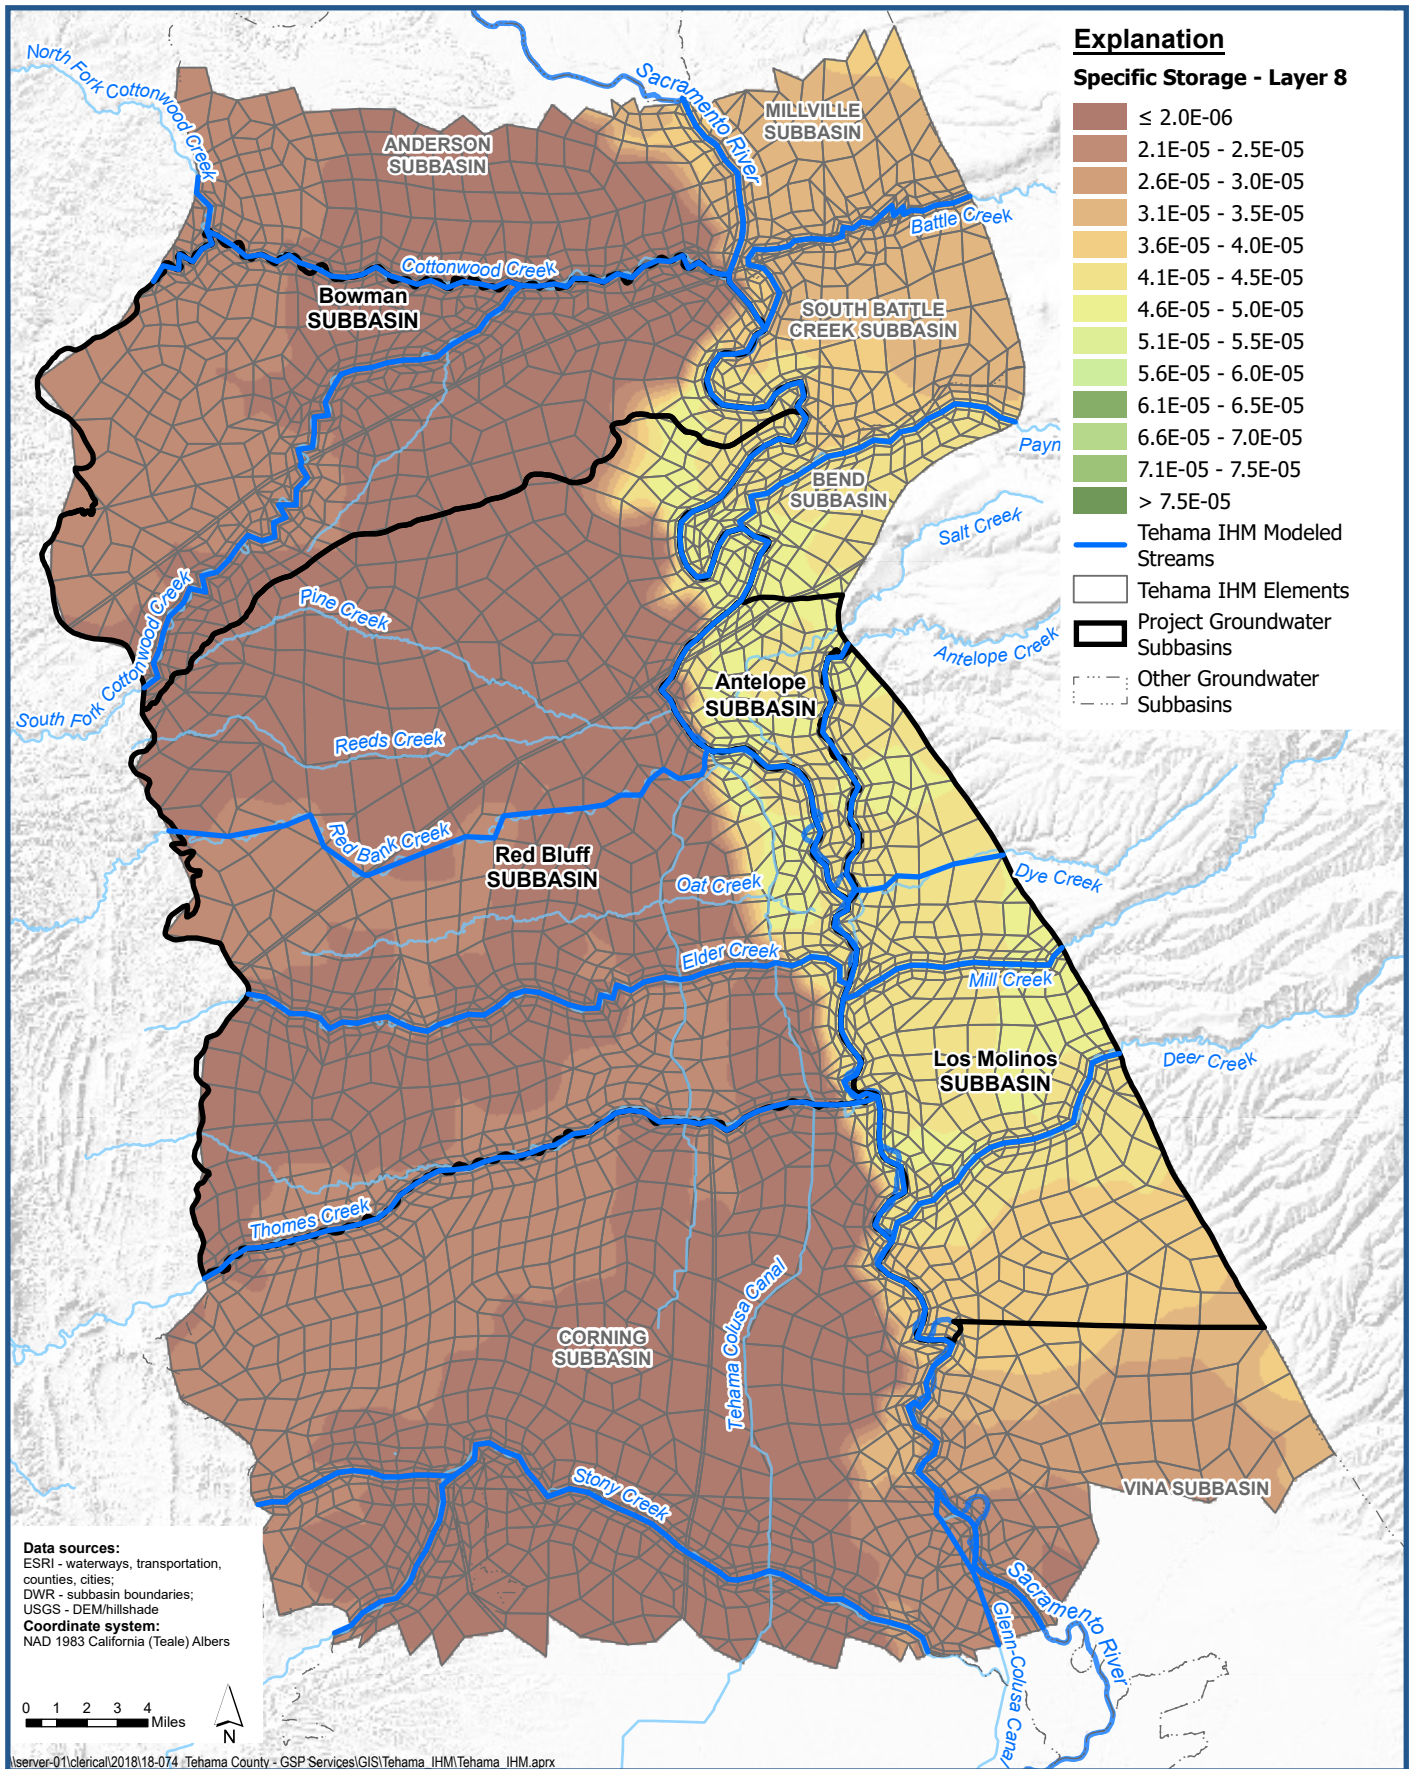 Explanation
Specific Storage - Layer 8
≤ 2.0E-06
2.1E-05 - 2.5E-05
2.6E-05 - 3.0E-05
3.1E-05 - 3.5E-05
3.6E-05 - 4.0E-05
4.1E-05 - 4.5E-05
4.6E-05 - 5.0E-05
5.1E-05 - 5.5E-05
5.6E-05 - 6.0E-05
6.1E-05 - 6.5E-05
6.6E-05 - 7.0E-05
7.1E-05 - 7.5E-05
> 7.5E-05
Tehama IHM Modeled
Streams
Tehama IHM Elements
Project Groundwater
Subbasins
Other Groundwater
Subbasins
North Fork Cottonwood Creek
Sacramento River
MILLVILLE
SUBBASIN
ANDERSON
SUBBASIN
Battle Creek
Cottonwood Creek
Bowman
SUBBASIN
SOUTH BATTLE
CREEK SUBBASIN
Payn
BEND
SUBBASIN
Salt Creek
Pine Creek
South Fork Cottonwood Creek
Antelope Creek
Antelope
SUBBASIN
Reeds Creek
Red Bank Creek
Red Bluff
SUBBASIN
Oat Creek
Dye Creek
Elder Creek
Mill Creek
Los Molinos
SUBBASIN
Deer Creek
Thomes Creek
Tehama Colusa Canal
CORNING
SUBBASIN
Stony Creek
VINA SUBBASIN
Sacramento River
Glenn-Colusa Canal
Data sources:
ESRI - waterways, transportation,
counties, cities;
DWR - subbasin boundaries;
USGS - DEM/hillshade
Coordinate system:
NAD 1983 California (Teale) Albers
0 1 2 3 4
Miles
N
\\server-01\clerical\2018\18-074_Tehama County - GSP Services\GIS\Tehama_IHM\Tehama_IHM.aprx